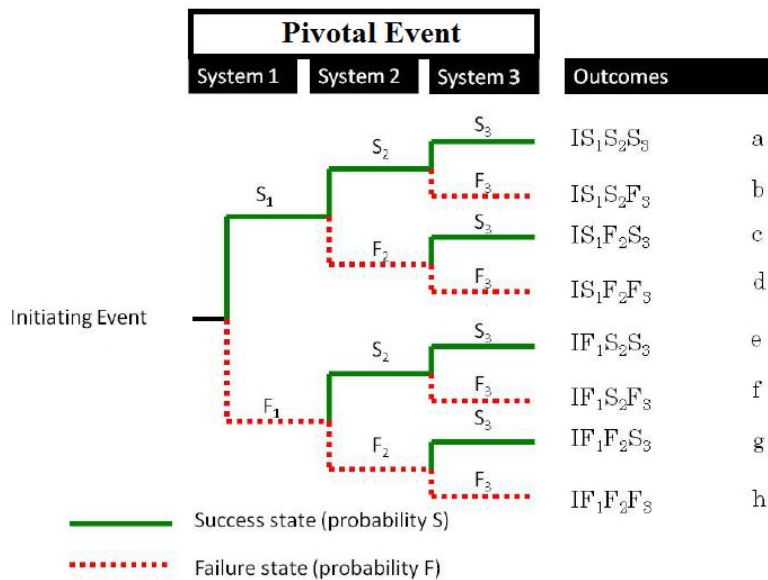 Pivotal Event
System 1 System 2 System 3 Outcomes
S₃ IS₁S₂S₃ a
S₂
F₃ IS₁S₂F₃ b
S₁
S₃ IS₁F₂S₃ c
F₂
F₃ IS₁F₂F₃ d
Initiating Event
S₃ IF₁S₂S₃ e
S₂
F₃ IF₁S₂F₃ f
F₁
S₃ IF₁F₂S₃ g
F₂
F₃ IF₁F₂F₃ h
Success state (probability S)
Failure state (probability F)